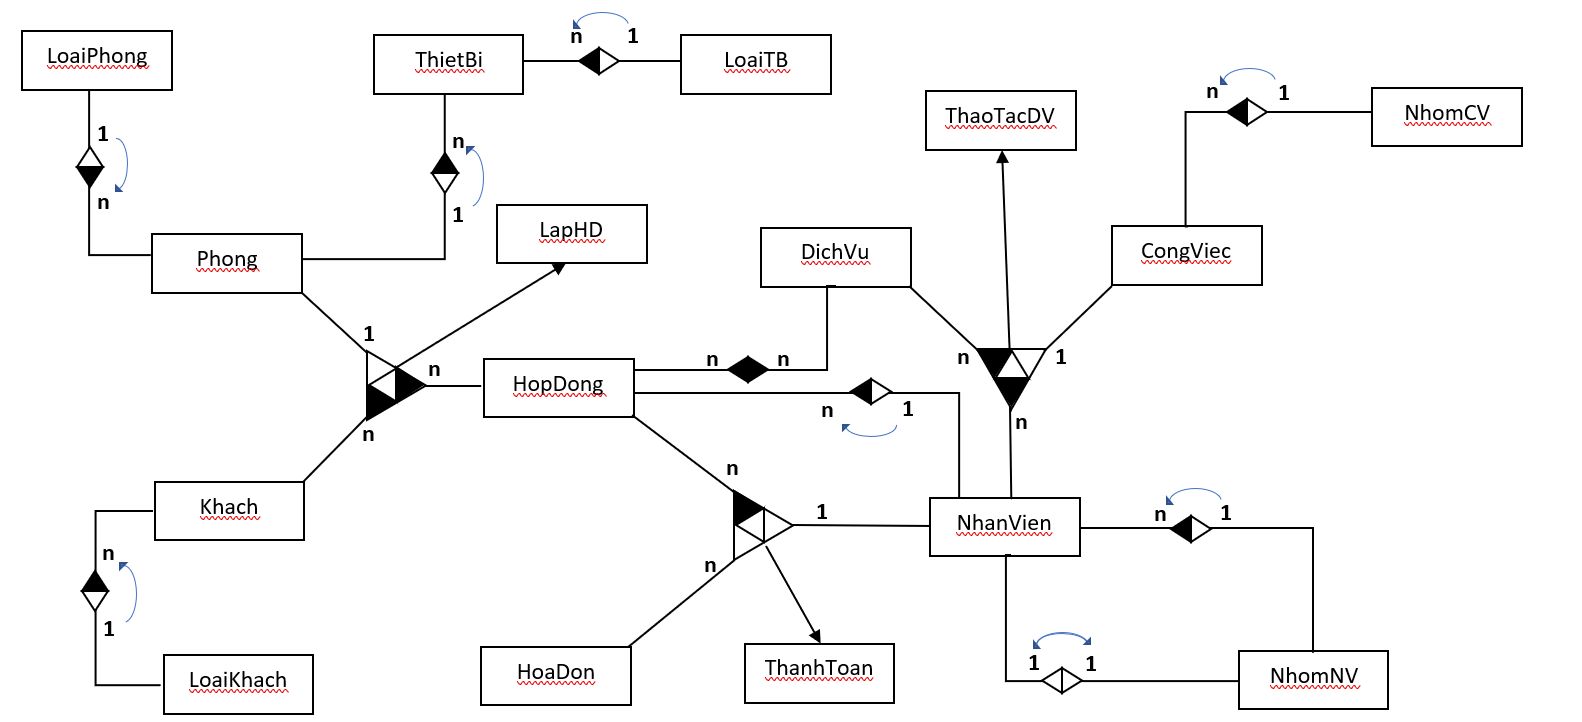 n 1
LoaiPhong
ThietBi
LoaiTB
n 1
NhomCV
ThaoTacDV
1
n
n
1
LapHD
Phong
DichVu
CongViec
1
n
n
HopDong
n n
n 1
n 1
n
n
1
Khach
n
n
1
NhanVien
n 1
n
1
LoaiKhach
HoaDon
ThanhToan
1 1
NhomNV